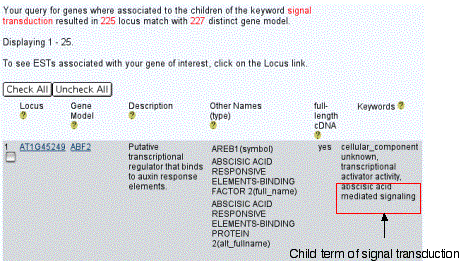 Your query for genes where associated to the children of the keyword signal
transduction resulted in 225 locus match with 227 distinct gene model.
Displaying 1 - 25.
To see ESTs associated with your gene of interest, click on the Locus link.
Check All Uncheck All
Locus
?
Gene
Model
?
Description
?
Other Names
(type)
?
full-
length
cDNA
?
Keywords ?
1
AT1G45249
ABF2
Putative
transcriptional
regulator that binds
to auxin response
elements.
AREB1(symbol)
ABSCISIC ACID
RESPONSIVE
ELEMENTS-BINDING
FACTOR 2(full_name)
ABSCISIC ACID
RESPONSIVE
ELEMENTS-BINDING
PROTEIN
2(alt_fullname)
yes
cellular_component
unknown,
transcriptional
activator activity,
abscisic acid
mediated signaling
Child term of signal transduction